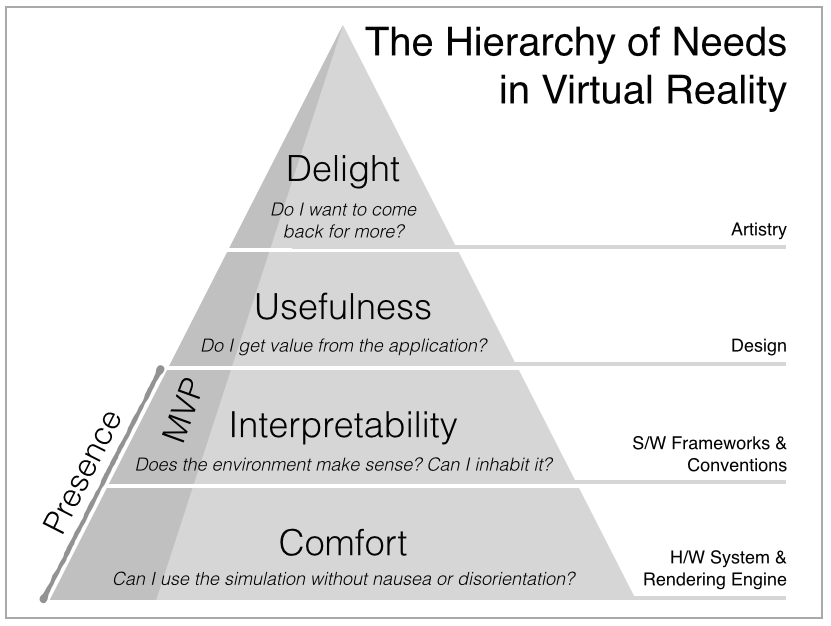 The Hierarchy of Needs
in Virtual Reality
Delight
Do I want to come
back for more?
Artistry
Usefulness
Do I get value from the application?
Design
MVP
Interpretability
Does the environment make sense? Can I inhabit it?
S/W Frameworks &
Conventions
Presence
Comfort
Can I use the simulation without nausea or disorientation?
H/W System &
Rendering Engine